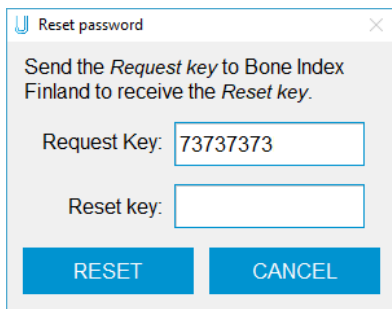 Reset password
Send the Request key to Bone Index
Finland to receive the Reset key.
Request Key: 73737373
Reset key:
RESET CANCEL